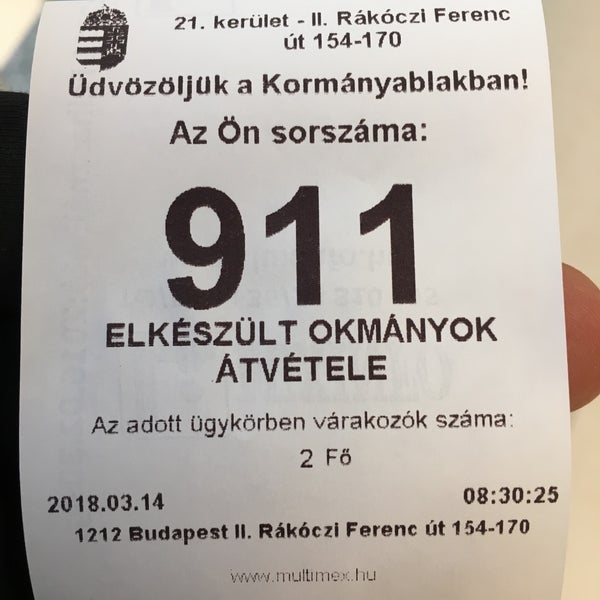 21. kerület - II. Rákóczi Ferenc
út 154-170
Üdvözöljük a Kormányablakban!
Az Ön sorszáma:
911
ELKÉSZÜLT OKMÁNYOK
ÁTVÉTELE
Az adott ügykörben várakozók száma:
2 Fő
2018.03.14 08:30:25
1212 Budapest II. Rákóczi Ferenc út 154-170
www.multimex.hu